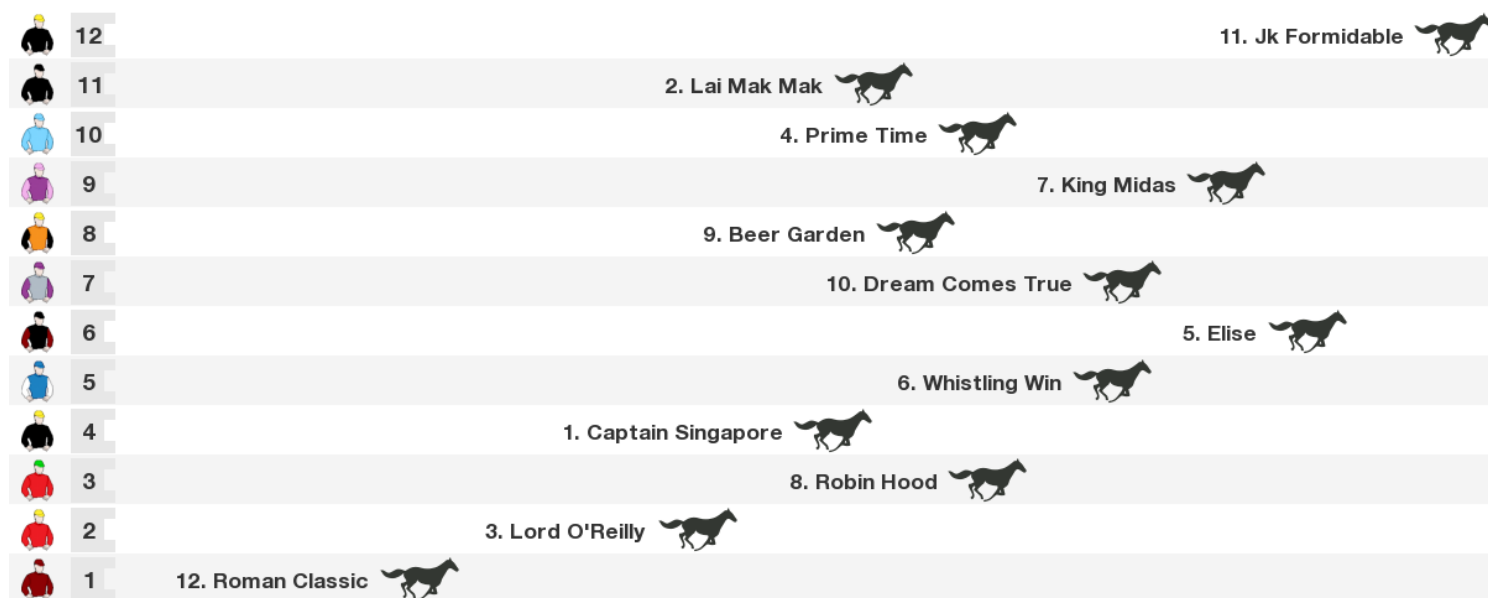 12 11. Jk Formidable
11 2. Lai Mak Mak
10 4. Prime Time
9 7. King Midas
8 9. Beer Garden
7 10. Dream Comes True
6 5. Elise
5 6. Whistling Win
4 1. Captain Singapore
3 8. Robin Hood
2 3. Lord O'Reilly
1 12. Roman Classic